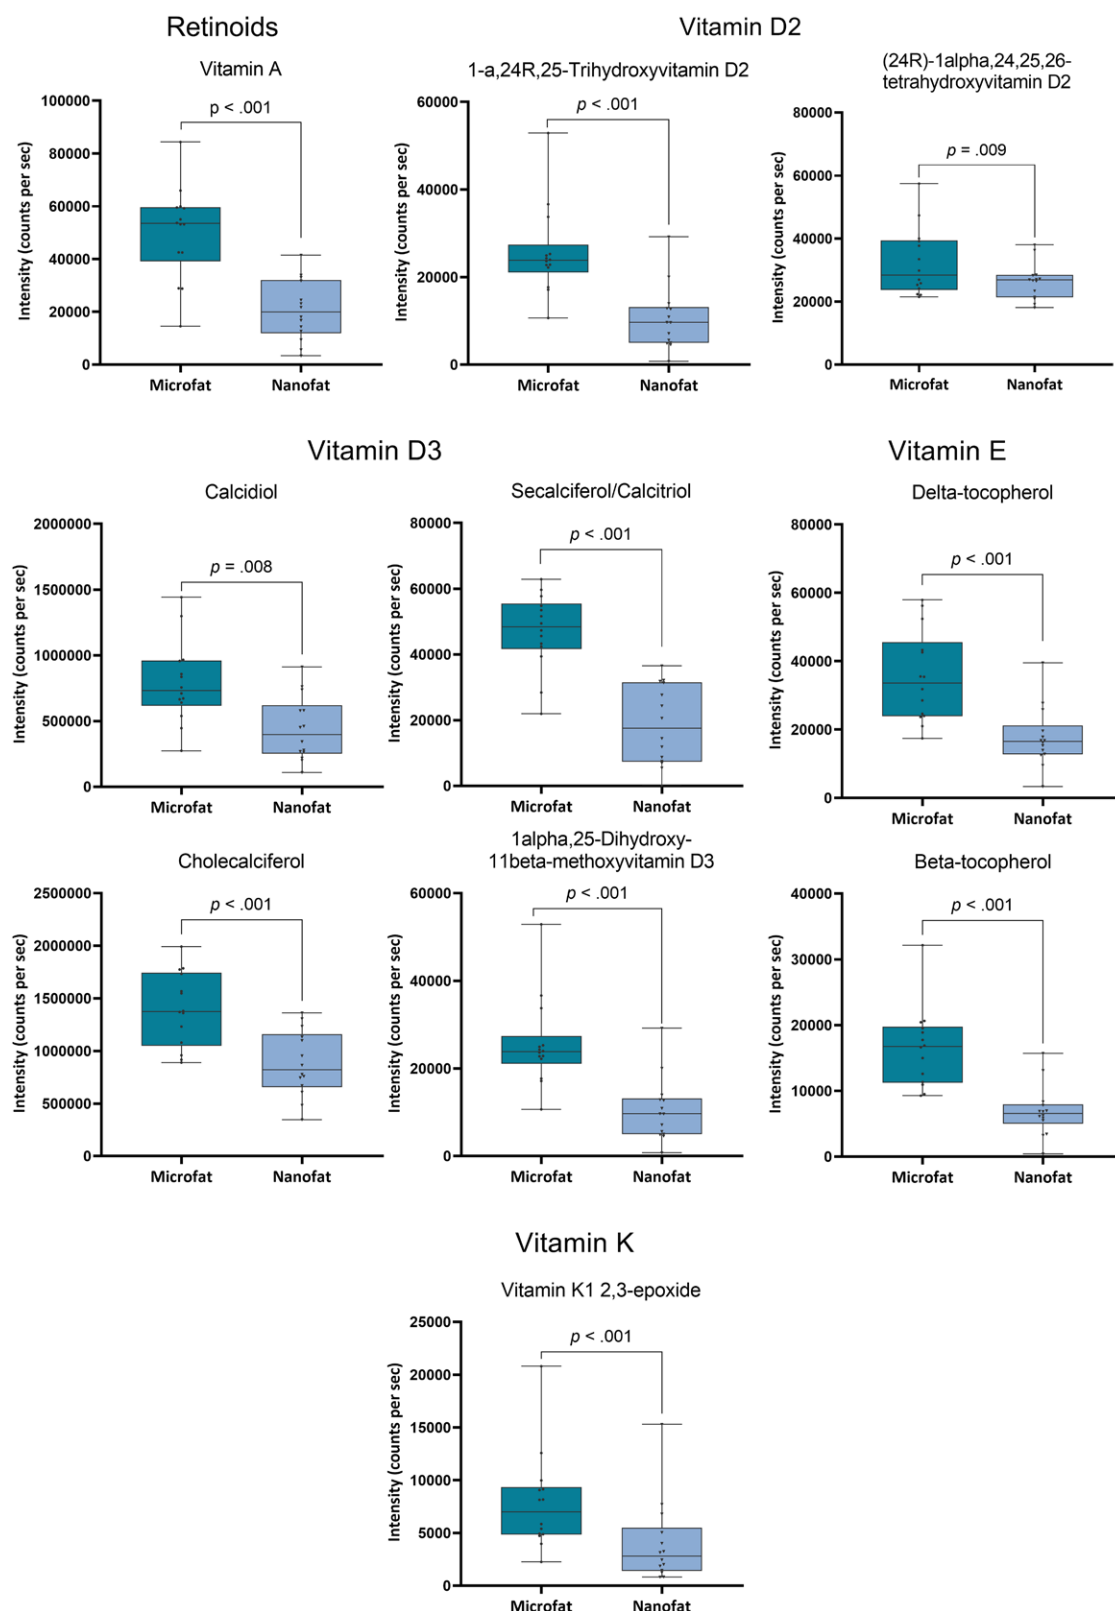 Retinoids
Vitamin D2
Vitamin A
1-a,24R,25-Trihydroxyvitamin D2
(24R)-1alpha,24,25,26-
tetrahydroxyvitamin D2
Intensity (counts per sec)
100000
80000
60000
40000
20000
0
p < .001
Microfat
Nanofat
Intensity (counts per sec)
60000
40000
20000
0
p < .001
Microfat
Nanofat
Intensity (counts per sec)
80000
60000
40000
20000
0
p = .009
Microfat
Nanofat
Vitamin D3
Vitamin E
Calcidiol
Intensity (counts per sec)
2000000
1500000
1000000
500000
0
p = .008
Microfat
Nanofat
Secalciferol/Calcitriol
Intensity (counts per sec)
80000
60000
40000
20000
0
p < .001
Microfat
Nanofat
Delta-tocopherol
Intensity (counts per sec)
80000
60000
40000
20000
0
p < .001
Microfat
Nanofat
Cholecalciferol
Intensity (counts per sec)
2500000
2000000
1500000
1000000
500000
0
p < .001
Microfat
Nanofat
1alpha,25-Dihydroxy-
11beta-methoxyvitamin D3
Intensity (counts per sec)
60000
40000
20000
0
p < .001
Microfat
Nanofat
Beta-tocopherol
Intensity (counts per sec)
40000
30000
20000
10000
0
p < .001
Microfat
Nanofat
Vitamin K
Vitamin K1 2,3-epoxide
Intensity (counts per sec)
25000
20000
15000
10000
5000
0
p < .001
Microfat
Nanofat